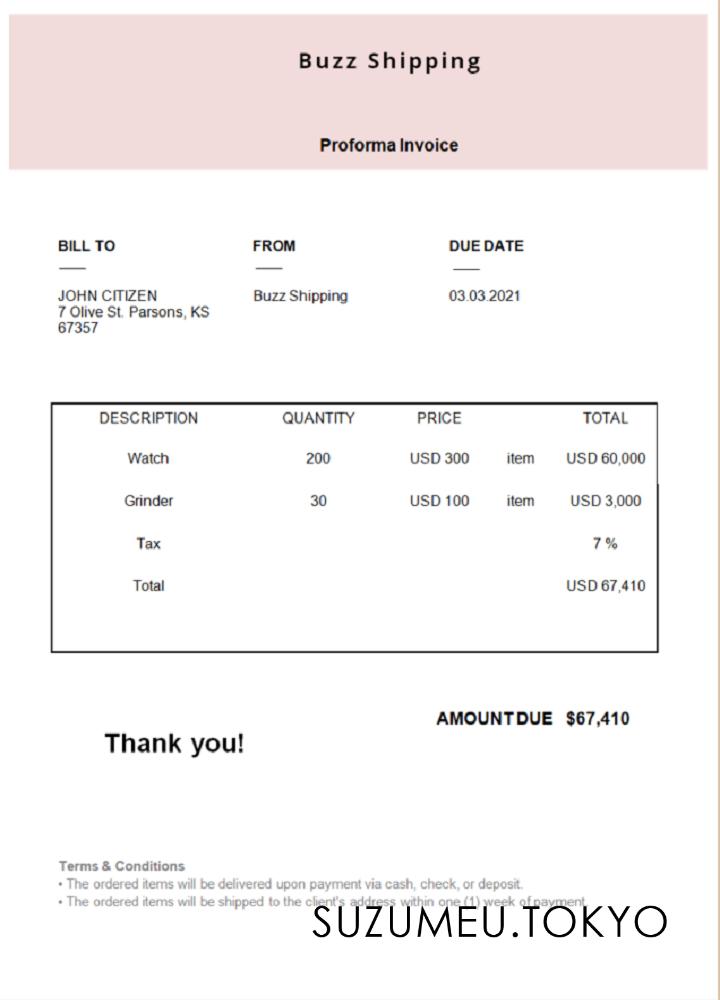 Buzz Shipping
Proforma Invoice
BILL TO FROM DUE DATE
JOHN CITIZEN Buzz Shipping 03.03.2021
7 Olive St. Parsons, KS
67357
DESCRIPTION QUANTITY PRICE TOTAL
Watch 200 USD 300 item USD 60,000
Grinder 30 USD 100 item USD 3,000
Tax 7 %
Total USD 67,410
AMOUNT DUE $67,410
Thank you!
Terms & Conditions
• The ordered items will be delivered upon payment via cash, check, or deposit.
• The ordered items will be shipped to the client's address within one (1) week of payment
SUZUMEU.TOKYO